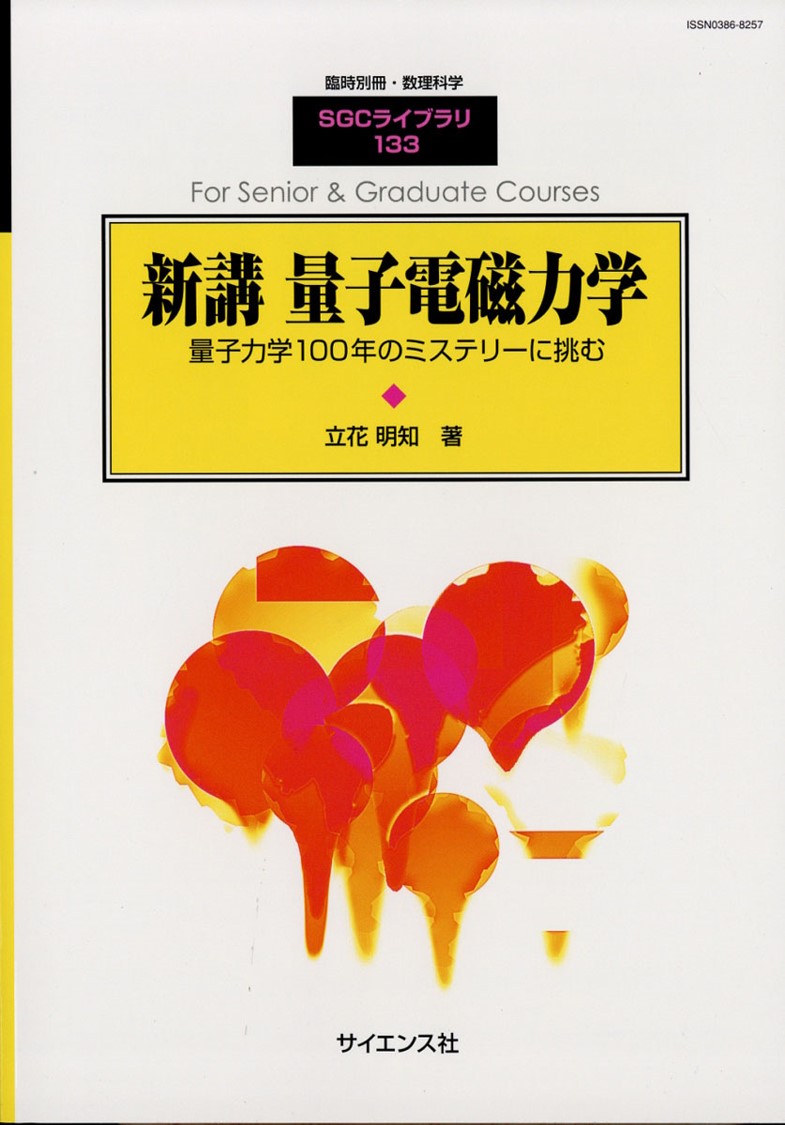 ISSN0386-8257
臨時別冊・数理科学
SGCライブラリ
133
For Senior & Graduate Courses
新講 量子電磁力学
量子力学100年のミステリーに挑む
立花 明知　著
サイエンス社